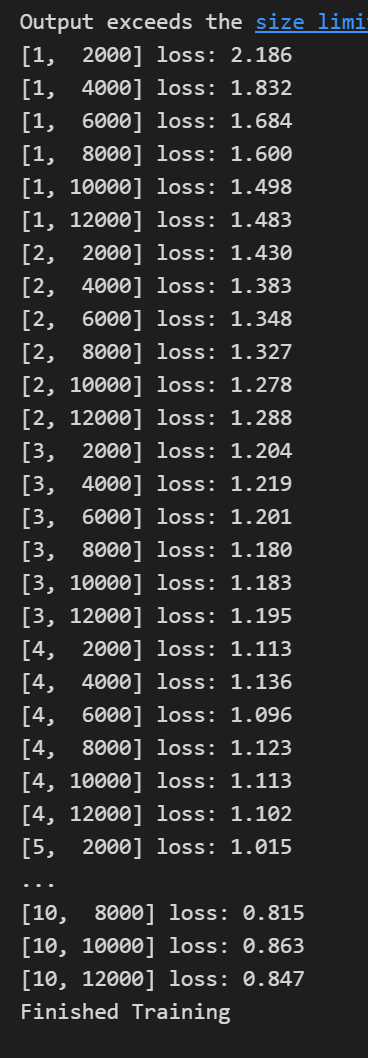 Output exceeds the size limi
[1,  2000] loss: 2.186
[1,  4000] loss: 1.832
[1,  6000] loss: 1.684
[1,  8000] loss: 1.600
[1, 10000] loss: 1.498
[1, 12000] loss: 1.483
[2,  2000] loss: 1.430
[2,  4000] loss: 1.383
[2,  6000] loss: 1.348
[2,  8000] loss: 1.327
[2, 10000] loss: 1.278
[2, 12000] loss: 1.288
[3,  2000] loss: 1.204
[3,  4000] loss: 1.219
[3,  6000] loss: 1.201
[3,  8000] loss: 1.180
[3, 10000] loss: 1.183
[3, 12000] loss: 1.195
[4,  2000] loss: 1.113
[4,  4000] loss: 1.136
[4,  6000] loss: 1.096
[4,  8000] loss: 1.123
[4, 10000] loss: 1.113
[4, 12000] loss: 1.102
[5,  2000] loss: 1.015
...
[10,  8000] loss: 0.815
[10, 10000] loss: 0.863
[10, 12000] loss: 0.847
Finished Training